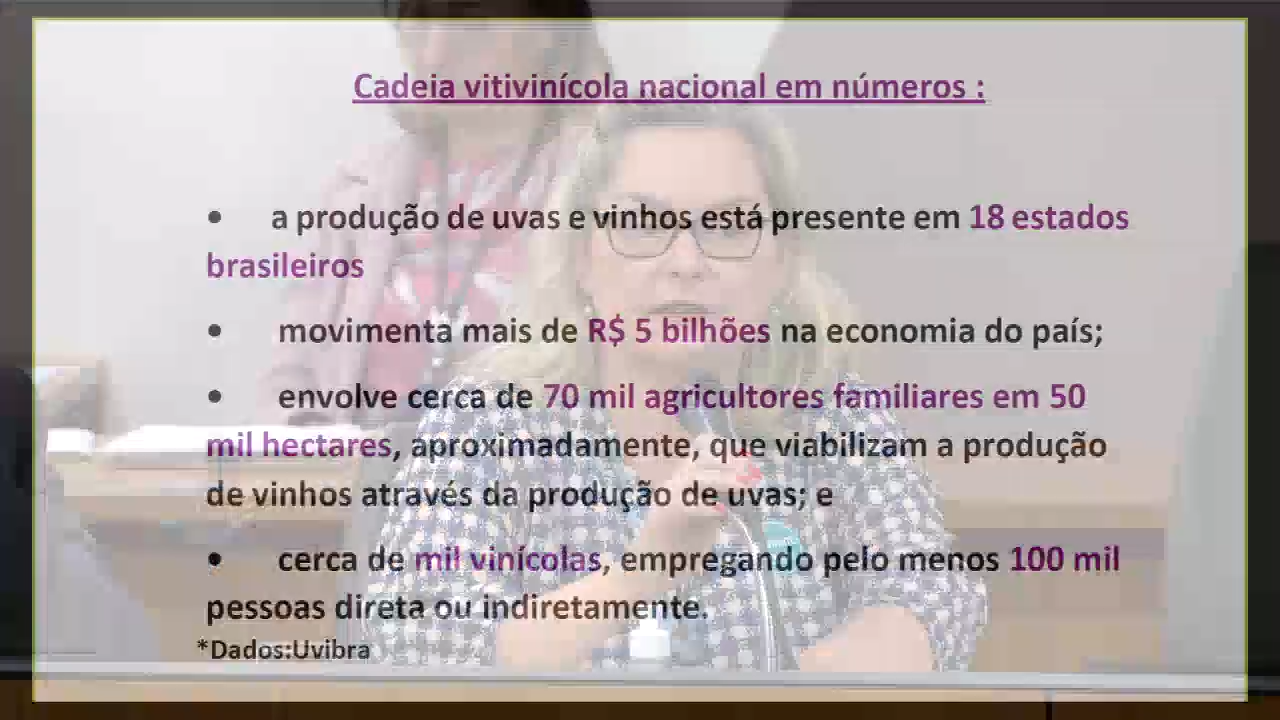 Cadeia vitivinícola nacional em números :
• a produção de uvas e vinhos está presente em 18 estados
brasileiros
• movimenta mais de R$ 5 bilhões na economia do país;
• envolve cerca de 70 mil agricultores familiares em 50
mil hectares, aproximadamente, que viabilizam a produção
de vinhos através da produção de uvas; e
• cerca de mil vinícolas, empregando pelo menos 100 mil
pessoas direta ou indiretamente.
*Dados:Uvibra